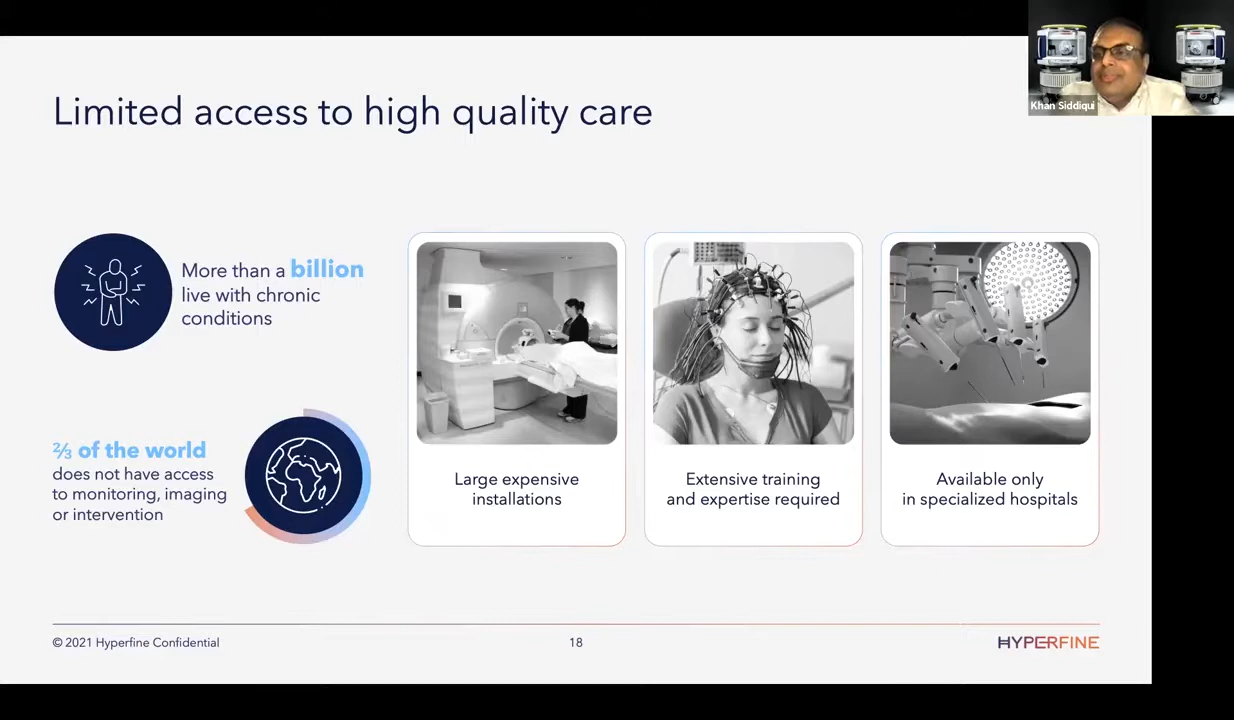 Khan Siddiqui
Limited access to high quality care
More than a billion
live with chronic
conditions
⅔ of the world
does not have access
to monitoring, imaging
or intervention
Large expensive
installations
Extensive training
and expertise required
Available only
in specialized hospitals
© 2021 Hyperfine Confidential
18
HYPERFINE